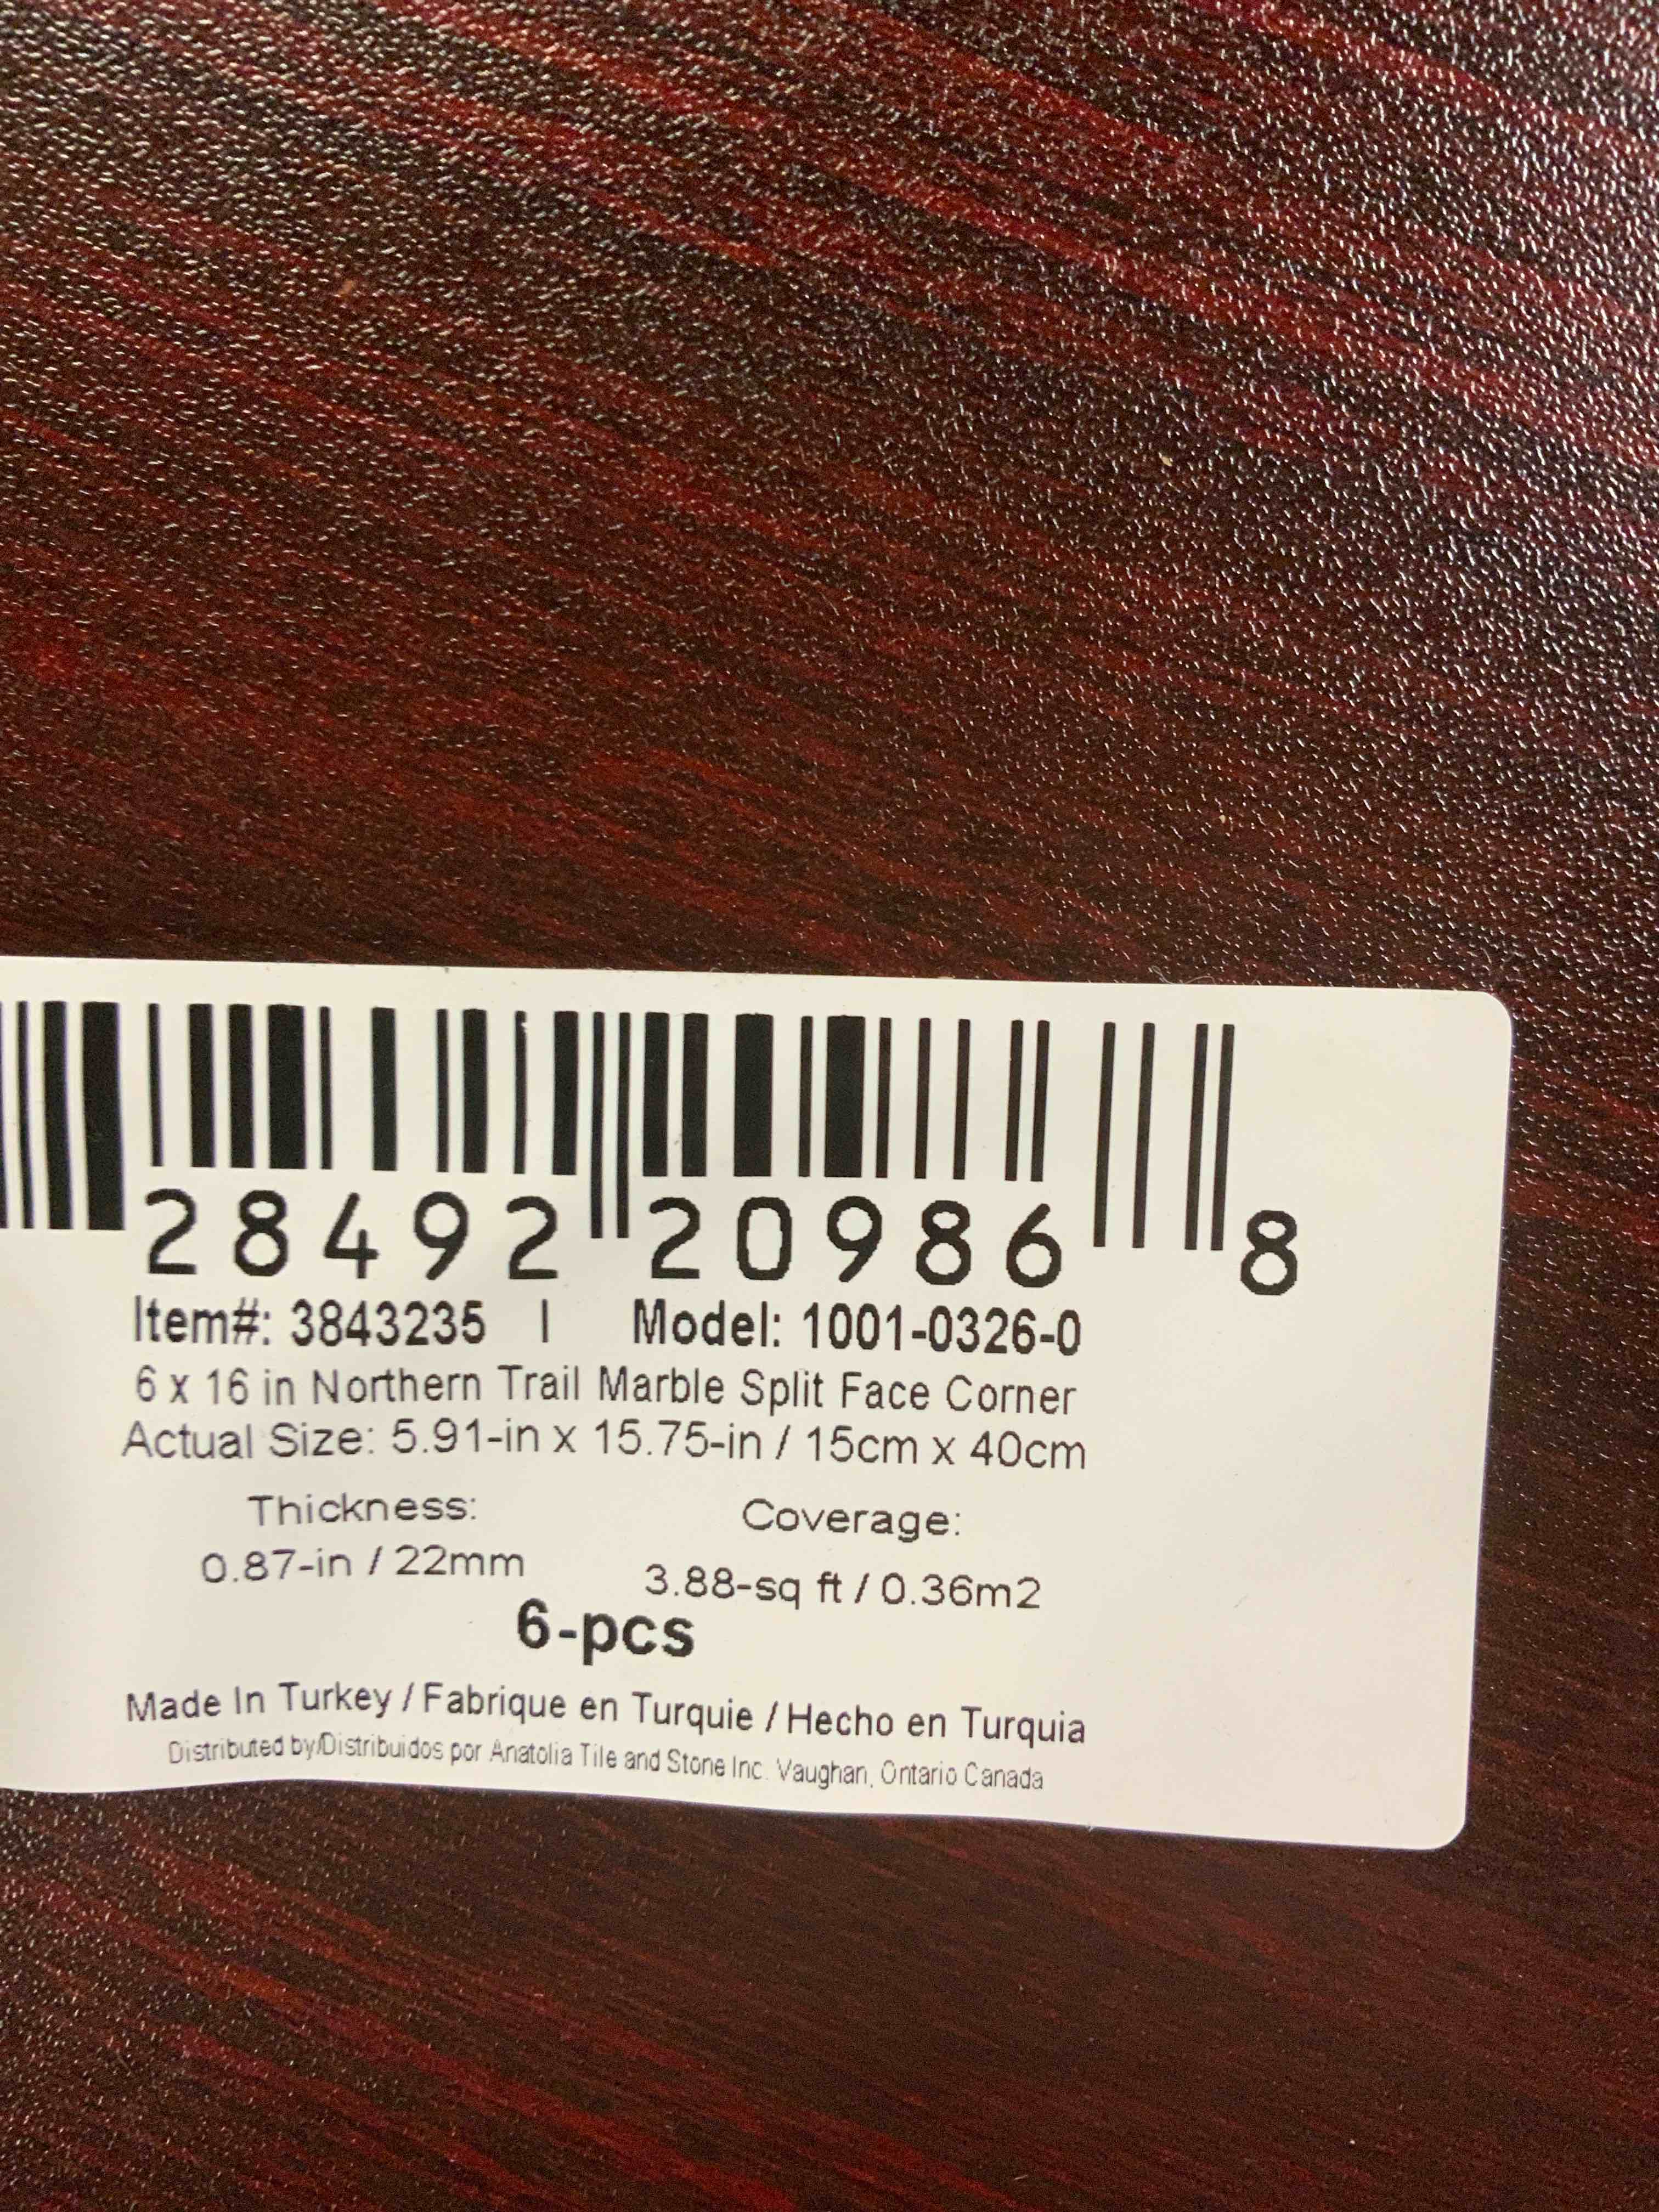 28492 20986 8
Item#: 3843235 | Model: 1001-0326-0
6 x 16 in Northern Trail Marble Split Face Corner
Actual Size: 5.91-in x 15.75-in / 15cm x 40cm
Thickness: Coverage:
0.87-in / 22mm 3.88-sq ft / 0.36m2
6-pcs
Made In Turkey / Fabrique en Turquie / Hecho en Turquia
Distributed by/Distribuidos por Anatolia Tile and Stone Inc. Vaughan, Ontario Canada